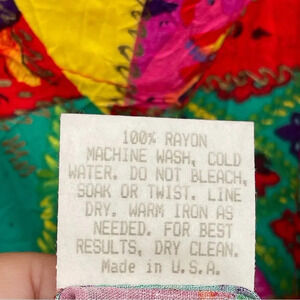 100% RAYON
MACHINE WASH, COLD
WATER. DO NOT BLEACH,
SOAK OR TWIST. LINE
DRY. WARM IRON AS
NEEDED. FOR BEST
RESULTS, DRY CLEAN.
Made in U.S.A.